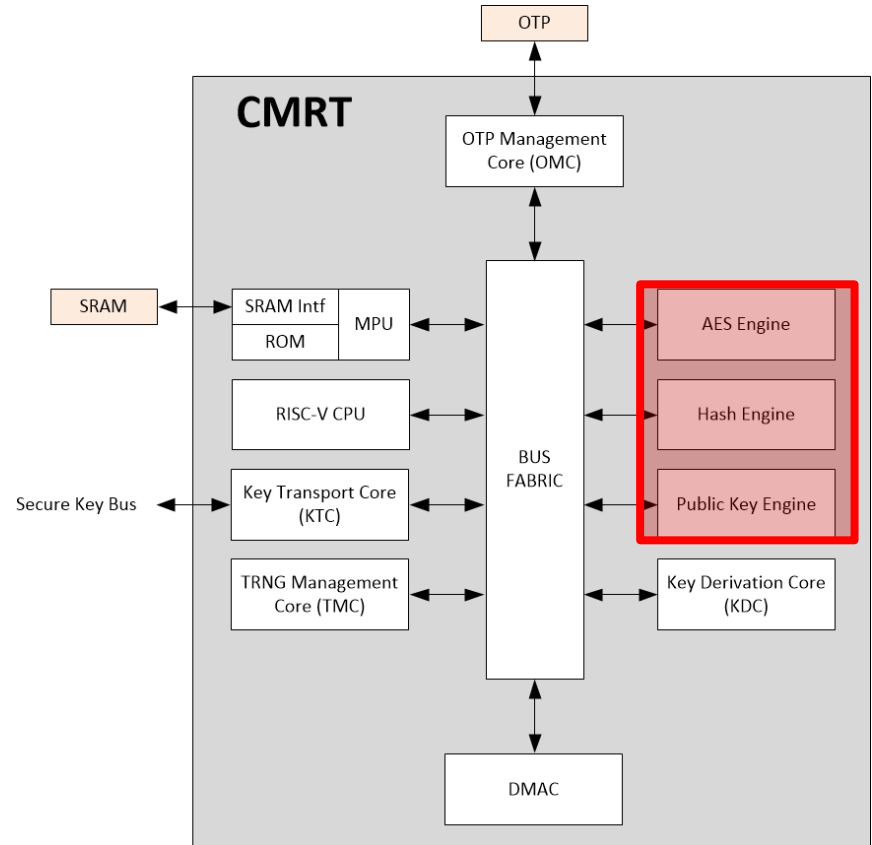 OTP
CMRT
OTP Management
Core (OMC)
SRAM
SRAM Intf
ROM
MPU
AES Engine
RISC-V CPU
Hash Engine
BUS
FABRIC
Secure Key Bus
Key Transport Core
(KTC)
Public Key Engine
TRNG Management
Core (TMC)
Key Derivation Core
(KDC)
DMAC